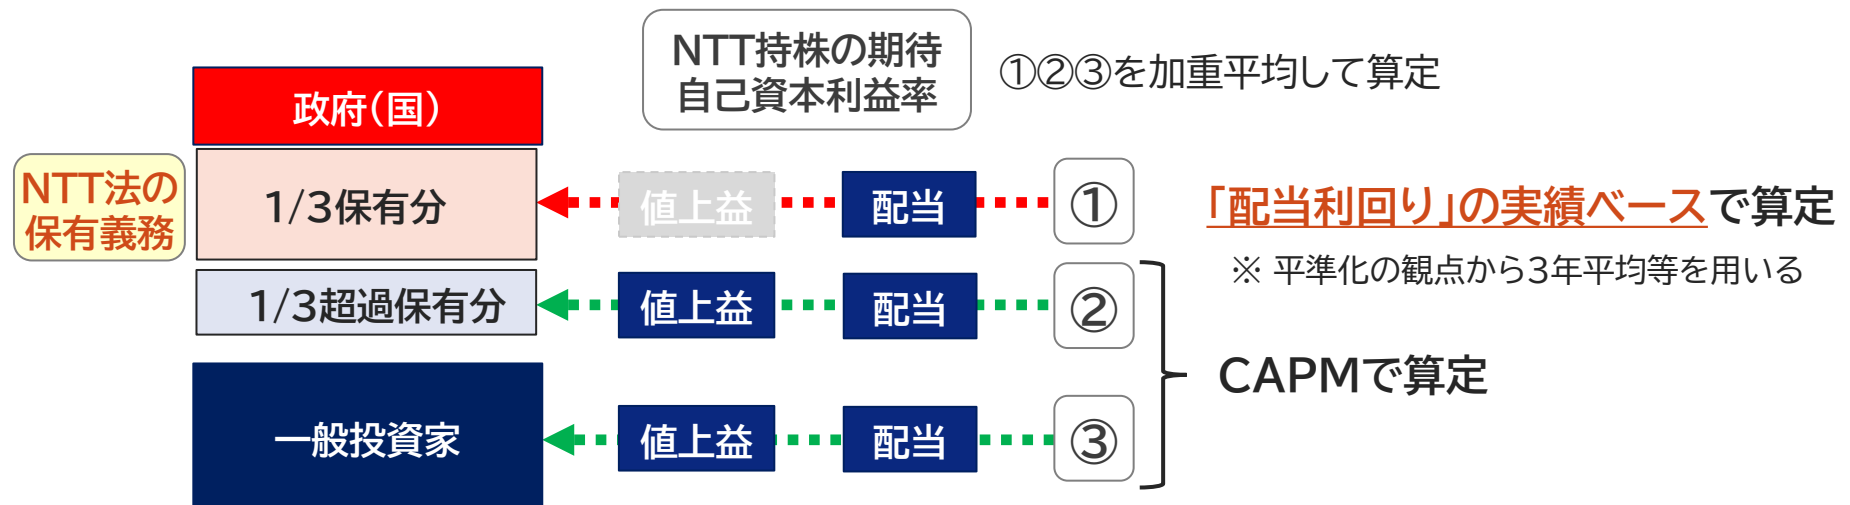 NTT持株の期待
自己資本利益率
①②③を加重平均して算定
政府(国)
NTT法の
保有義務
1/3保有分
値上益
配当
①
「配当利回り」の実績ベースで算定
※ 平準化の観点から3年平均等を用いる
1/3超過保有分
値上益
配当
②
CAPMで算定
一般投資家
値上益
配当
③